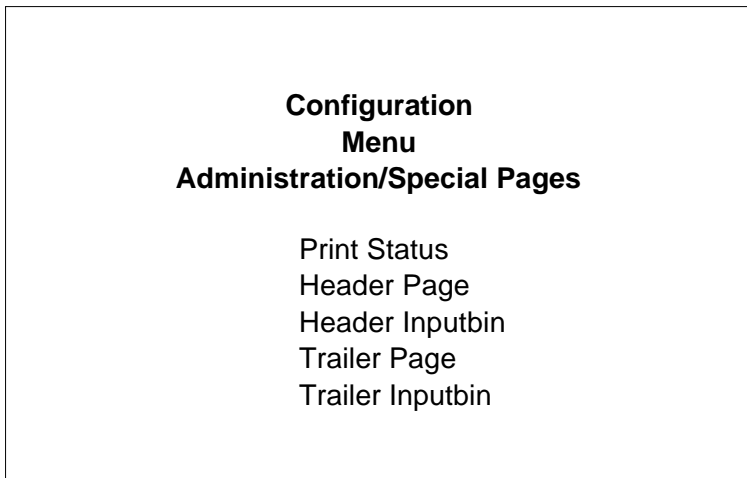 Configuration
Menu
Administration/Special Pages
Print Status
Header Page
Header Inputbin
Trailer Page
Trailer Inputbin